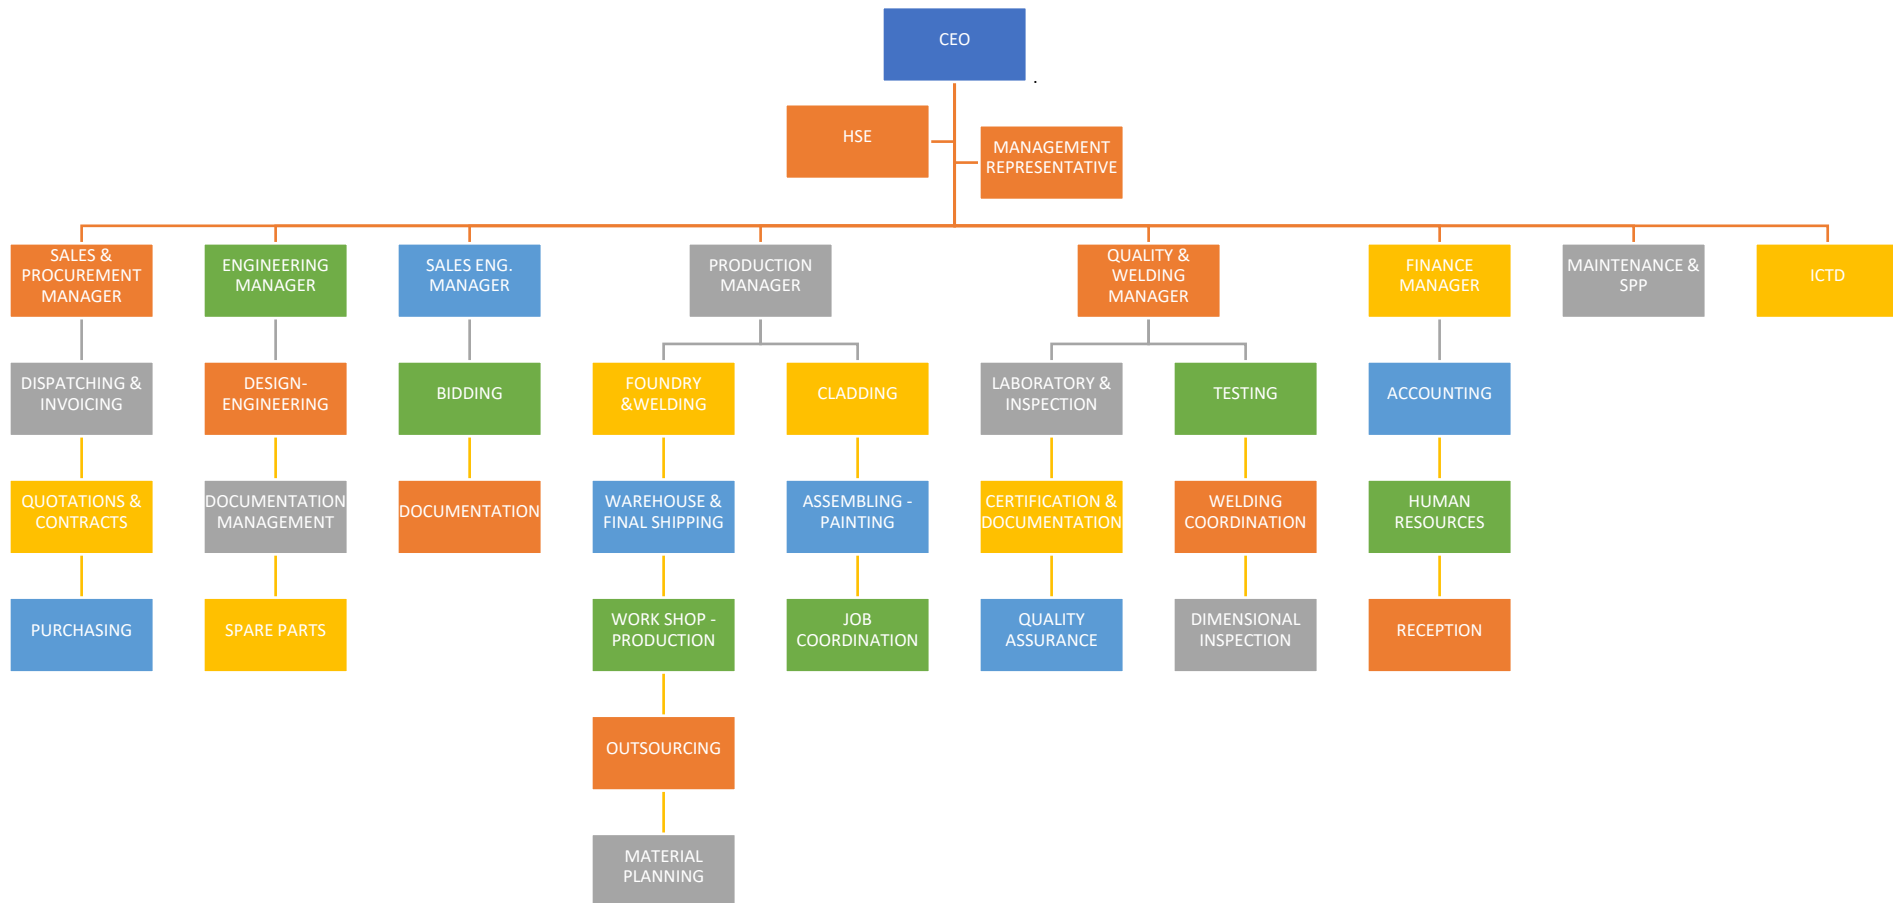 CEO
.
HSE
MANAGEMENT
REPRESENTATIVE
SALES &
PROCUREMENT
MANAGER
ENGINEERING
MANAGER
SALES ENG.
MANAGER
PRODUCTION
MANAGER
QUALITY &
WELDING
MANAGER
FINANCE
MANAGER
MAINTENANCE &
SPP
ICTD
DISPATCHING &
INVOICING
DESIGN-
ENGINEERING
BIDDING
FOUNDRY
&WELDING
CLADDING
LABORATORY &
INSPECTION
TESTING
ACCOUNTING
QUOTATIONS &
CONTRACTS
DOCUMENTATION
MANAGEMENT
DOCUMENTATION
WAREHOUSE &
FINAL SHIPPING
ASSEMBLING -
PAINTING
CERTIFICATION &
DOCUMENTATION
WELDING
COORDINATION
HUMAN
RESOURCES
PURCHASING
SPARE PARTS
WORK SHOP -
PRODUCTION
JOB
COORDINATION
QUALITY
ASSURANCE
DIMENSIONAL
INSPECTION
RECEPTION
OUTSOURCING
MATERIAL
PLANNING